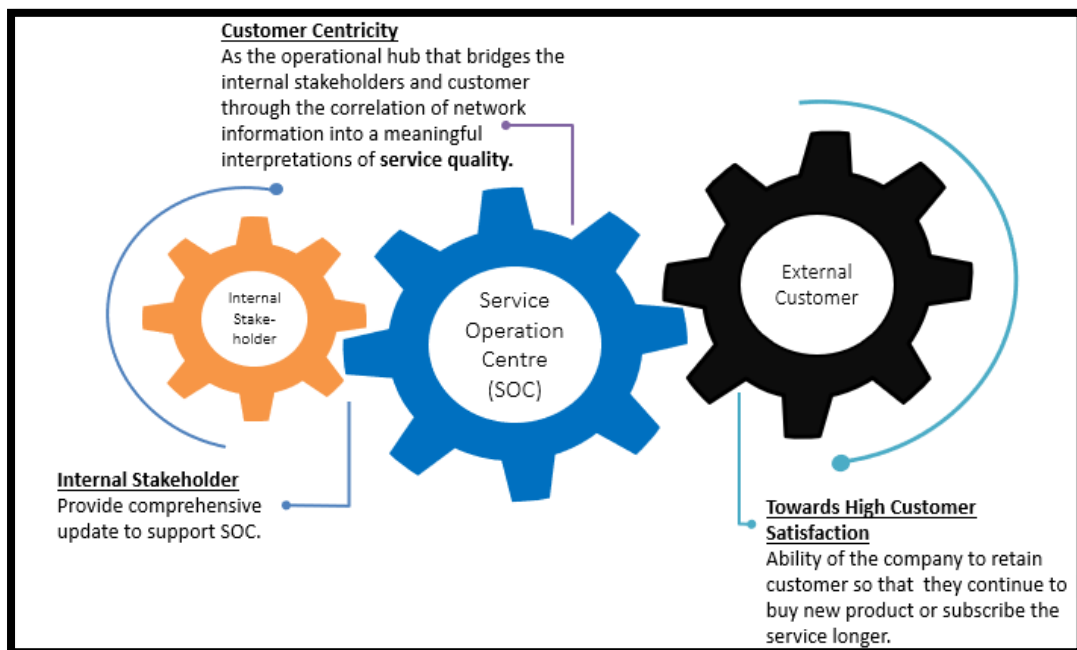 Customer Centricity
As the operational hub that bridges the
internal stakeholders and customer
through the correlation of network
information into a meaningful
interpretations of service quality.
Internal
Stake-
holder
Service
Operation
Centre
(SOC)
External
Customer
Internal Stakeholder
Provide comprehensive
update to support SOC.
Towards High Customer
Satisfaction
Ability of the company to retain
customer so that they continue to
buy new product or subscribe the
service longer.